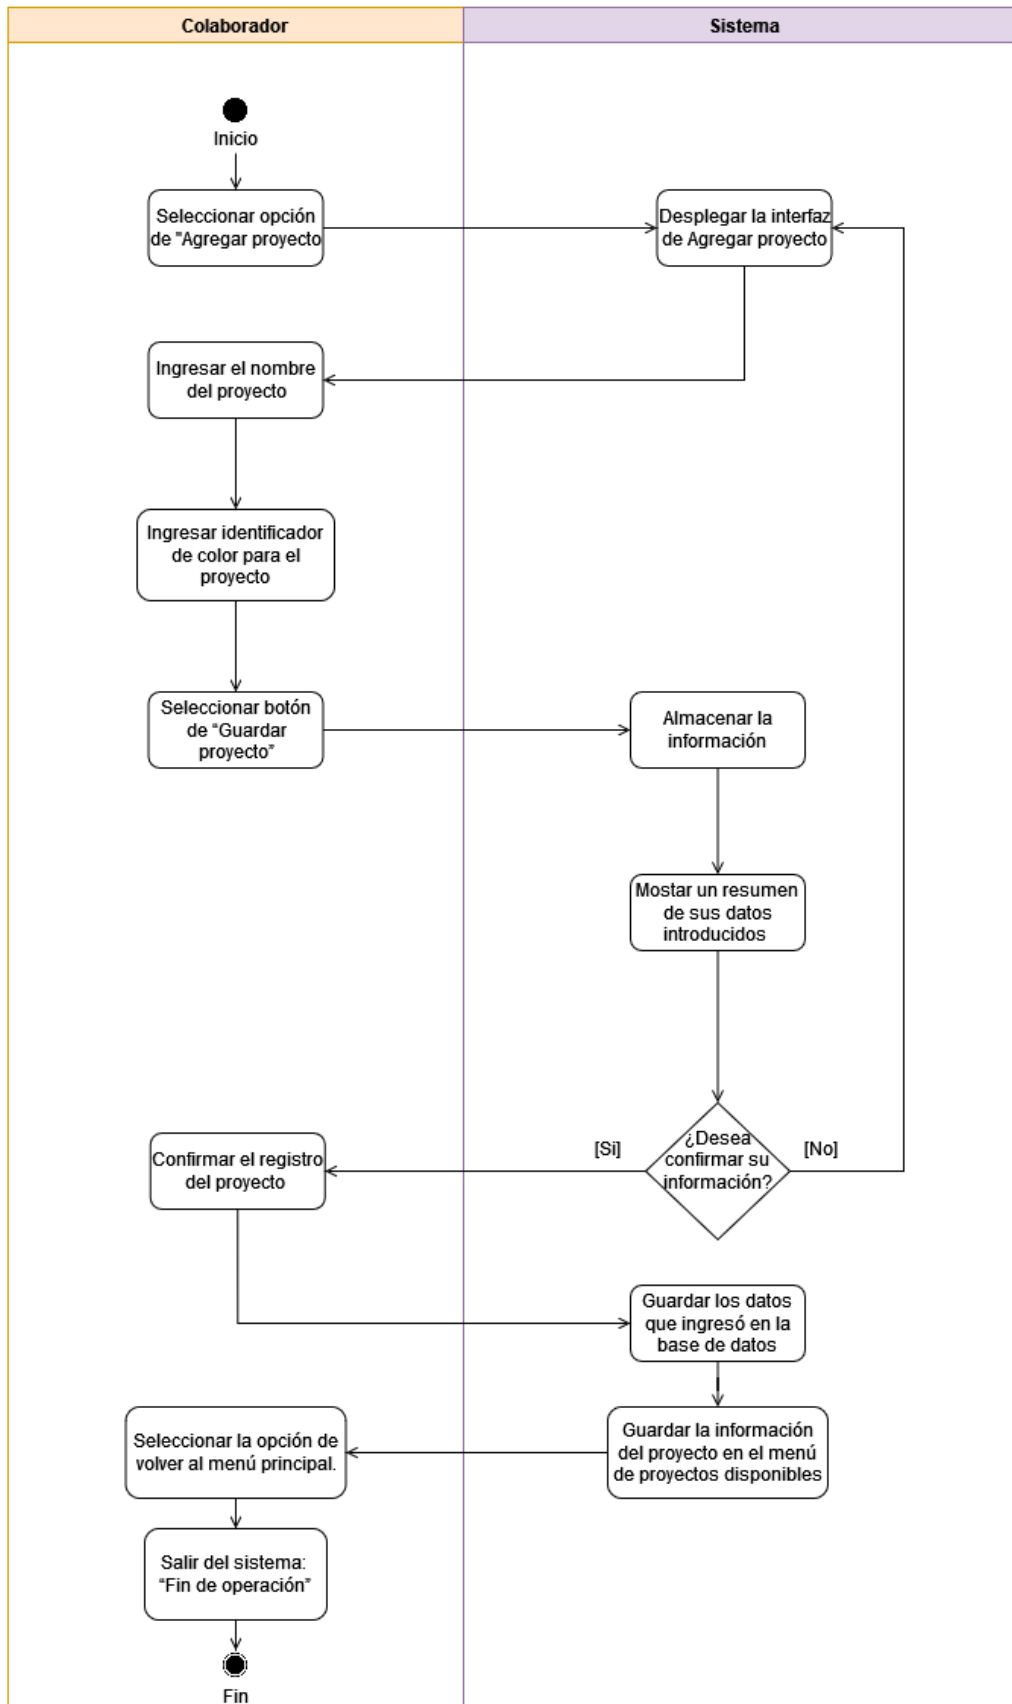 Colaborador
Sistema
Inicio
Seleccionar opción
de "Agregar proyecto
Desplegar la interfaz
de Agregar proyecto
Ingresar el nombre
del proyecto
Ingresar identificador
de color para el
proyecto
Seleccionar botón
de “Guardar
proyecto”
Almacenar la
información
Mostar un resumen
de sus datos
introducidos
¿Desea
confirmar su
información?
[Si]
[No]
Confirmar el registro
del proyecto
Guardar los datos
que ingresó en la
base de datos
Guardar la información
del proyecto en el menú
de proyectos disponibles
Seleccionar la opción de
volver al menú principal.
Salir del sistema:
“Fin de operación”
Fin